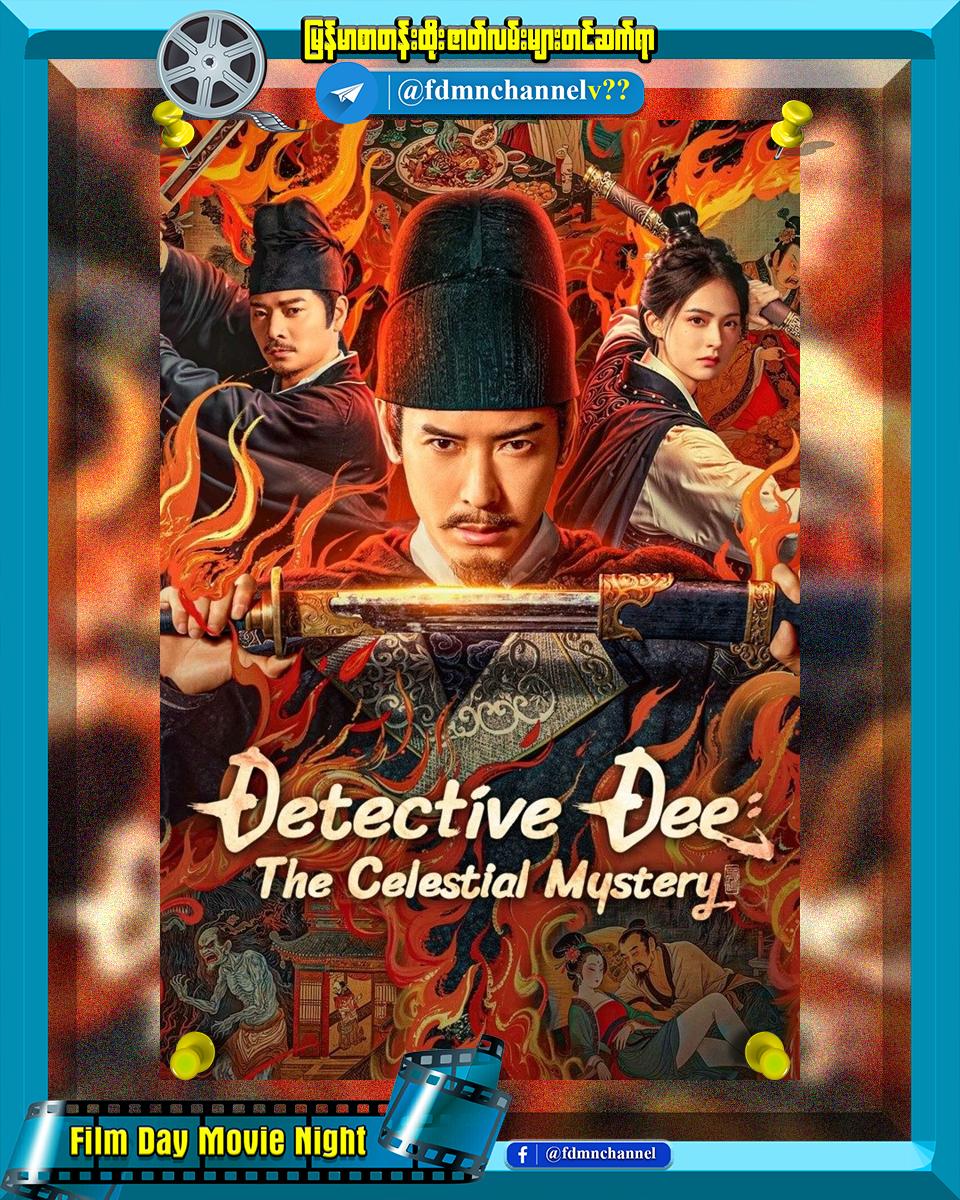 မြန်မာစာတန်းထိုးဇာတ်လမ်းများတင်ဆက်ရာ
@fdmnchannelv??
Detective Dee:
The Celestial Mystery
Film Day Movie Night
f @fdmnchannel